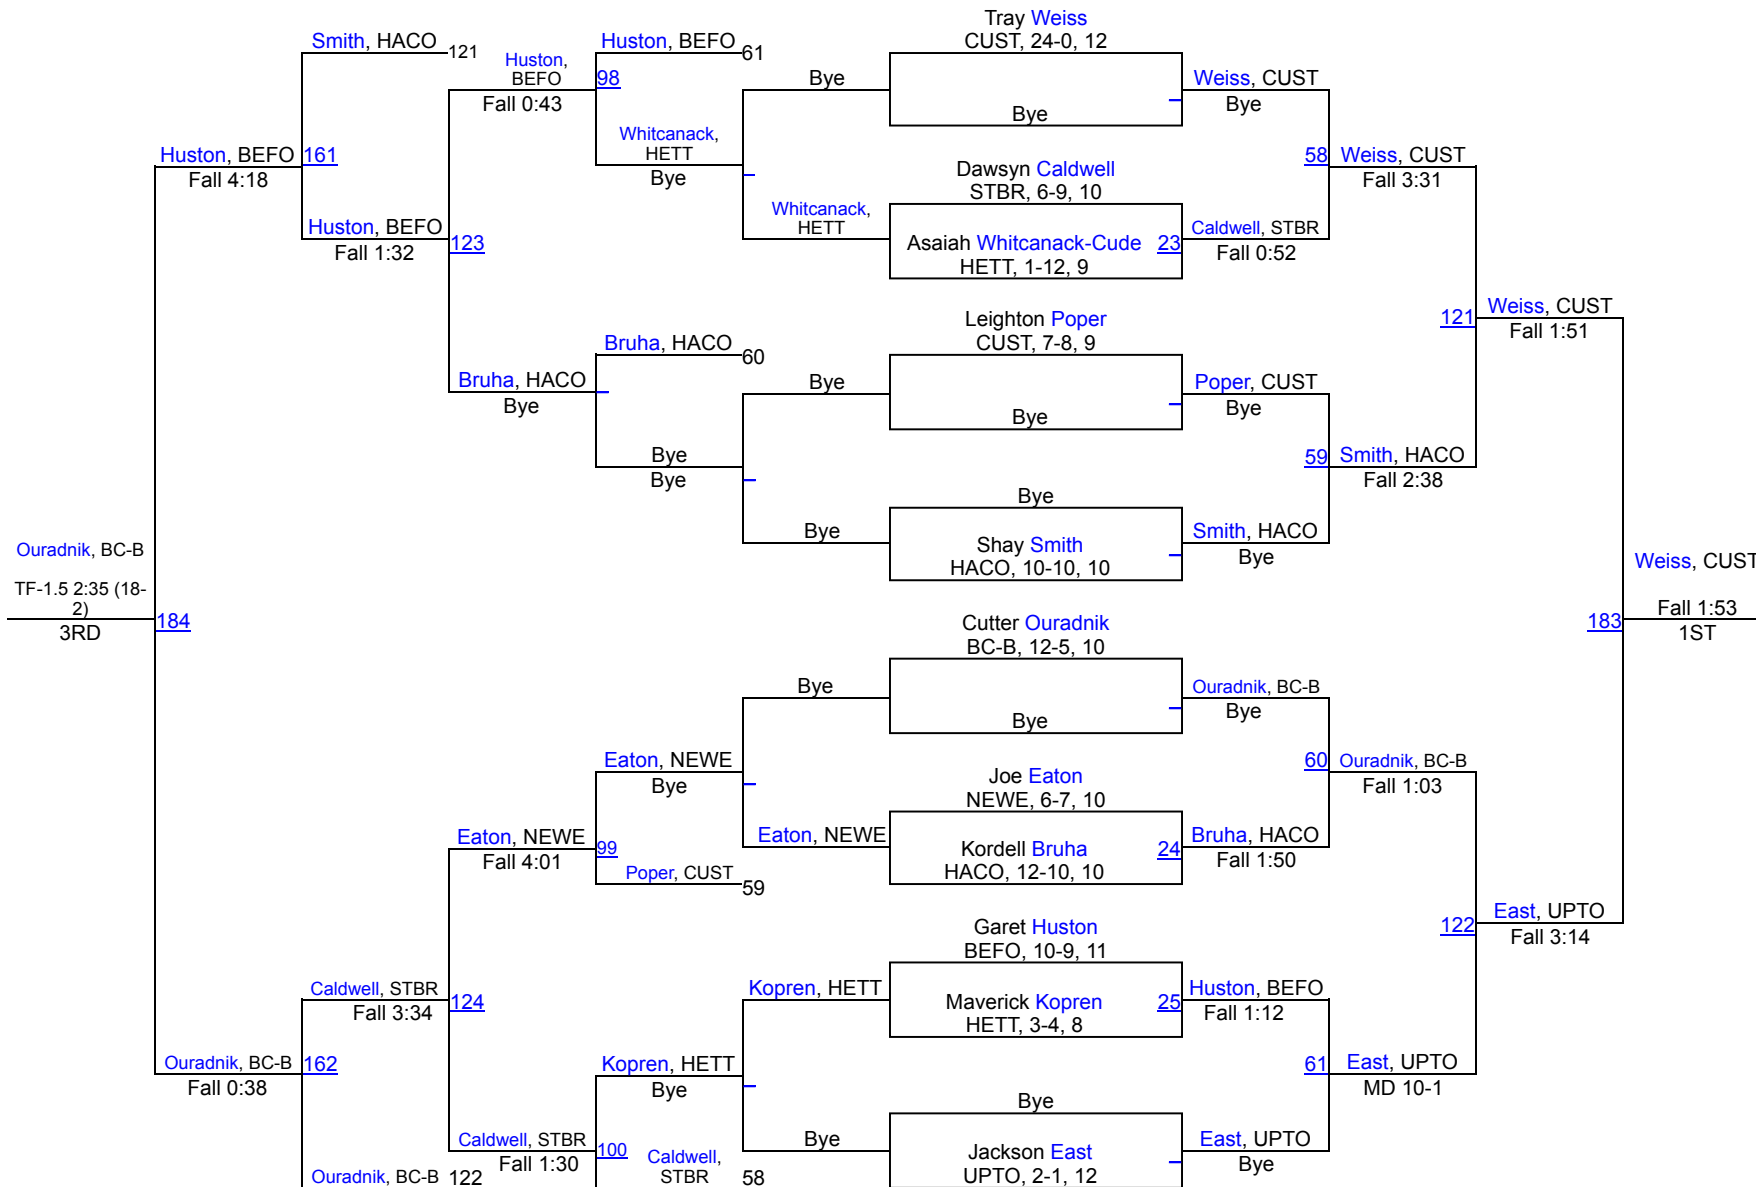 Tray Weiss
CUST, 24-0, 12
Bye
Dawsyn Caldwell
STBR, 6-9, 10
Asaiah Whitcanack-Cude 23
HETT, 1-12, 9
Leighton Poper
CUST, 7-8, 9
Bye
Bye
Shay Smith
HACO, 10-10, 10
Cutter Ouradnik
BC-B, 12-5, 10
Bye
Joe Eaton
NEWE, 6-7, 10
Kordell Bruha 24
HACO, 12-10, 10
Garet Huston
BEFO, 10-9, 11
Maverick Kopren 25
HETT, 3-4, 8
Bye
Jackson East
UPTO, 2-1, 12
Weiss, CUST
Bye
Caldwell, STBR
Fall 0:52
Poper, CUST
Bye
Smith, HACO
Bye
Ouradnik, BC-B
Bye
Bruha, HACO
Fall 1:50
Huston, BEFO
Fall 1:12
East, UPTO
Bye
58 Weiss, CUST
Fall 3:31
59 Smith, HACO
Fall 2:38
60 Ouradnik, BC-B
Fall 1:03
61 East, UPTO
MD 10-1
121 Weiss, CUST
Fall 1:51
122 East, UPTO
Fall 3:14
Weiss, CUST
183 Fall 1:53
1ST
Bye
Whitcanack,
HETT
Bye
Bye
Bye
Eaton, NEWE
Kopren, HETT
Bye
Huston, BEFO 61
Whitcanack,
HETT
Bye
Bruha, HACO 60
Bye
Bye
Eaton, NEWE
Bye
Poper, CUST 59
Kopren, HETT
Bye
Caldwell,
STBR 58
Huston,
BEFO 98
Fall 0:43
Bruha, HACO
Bye
Eaton, NEWE 99
Fall 4:01
Caldwell, STBR 100
Fall 1:30
Smith, HACO 121
Huston, BEFO 123
Fall 1:32
Caldwell, STBR 124
Fall 3:34
Ouradnik, BC-B 122
Huston, BEFO 161
Fall 4:18
Ouradnik, BC-B 162
Fall 0:38
Ouradnik, BC-B
TF-1.5 2:35 (18-
2)
184
3RD